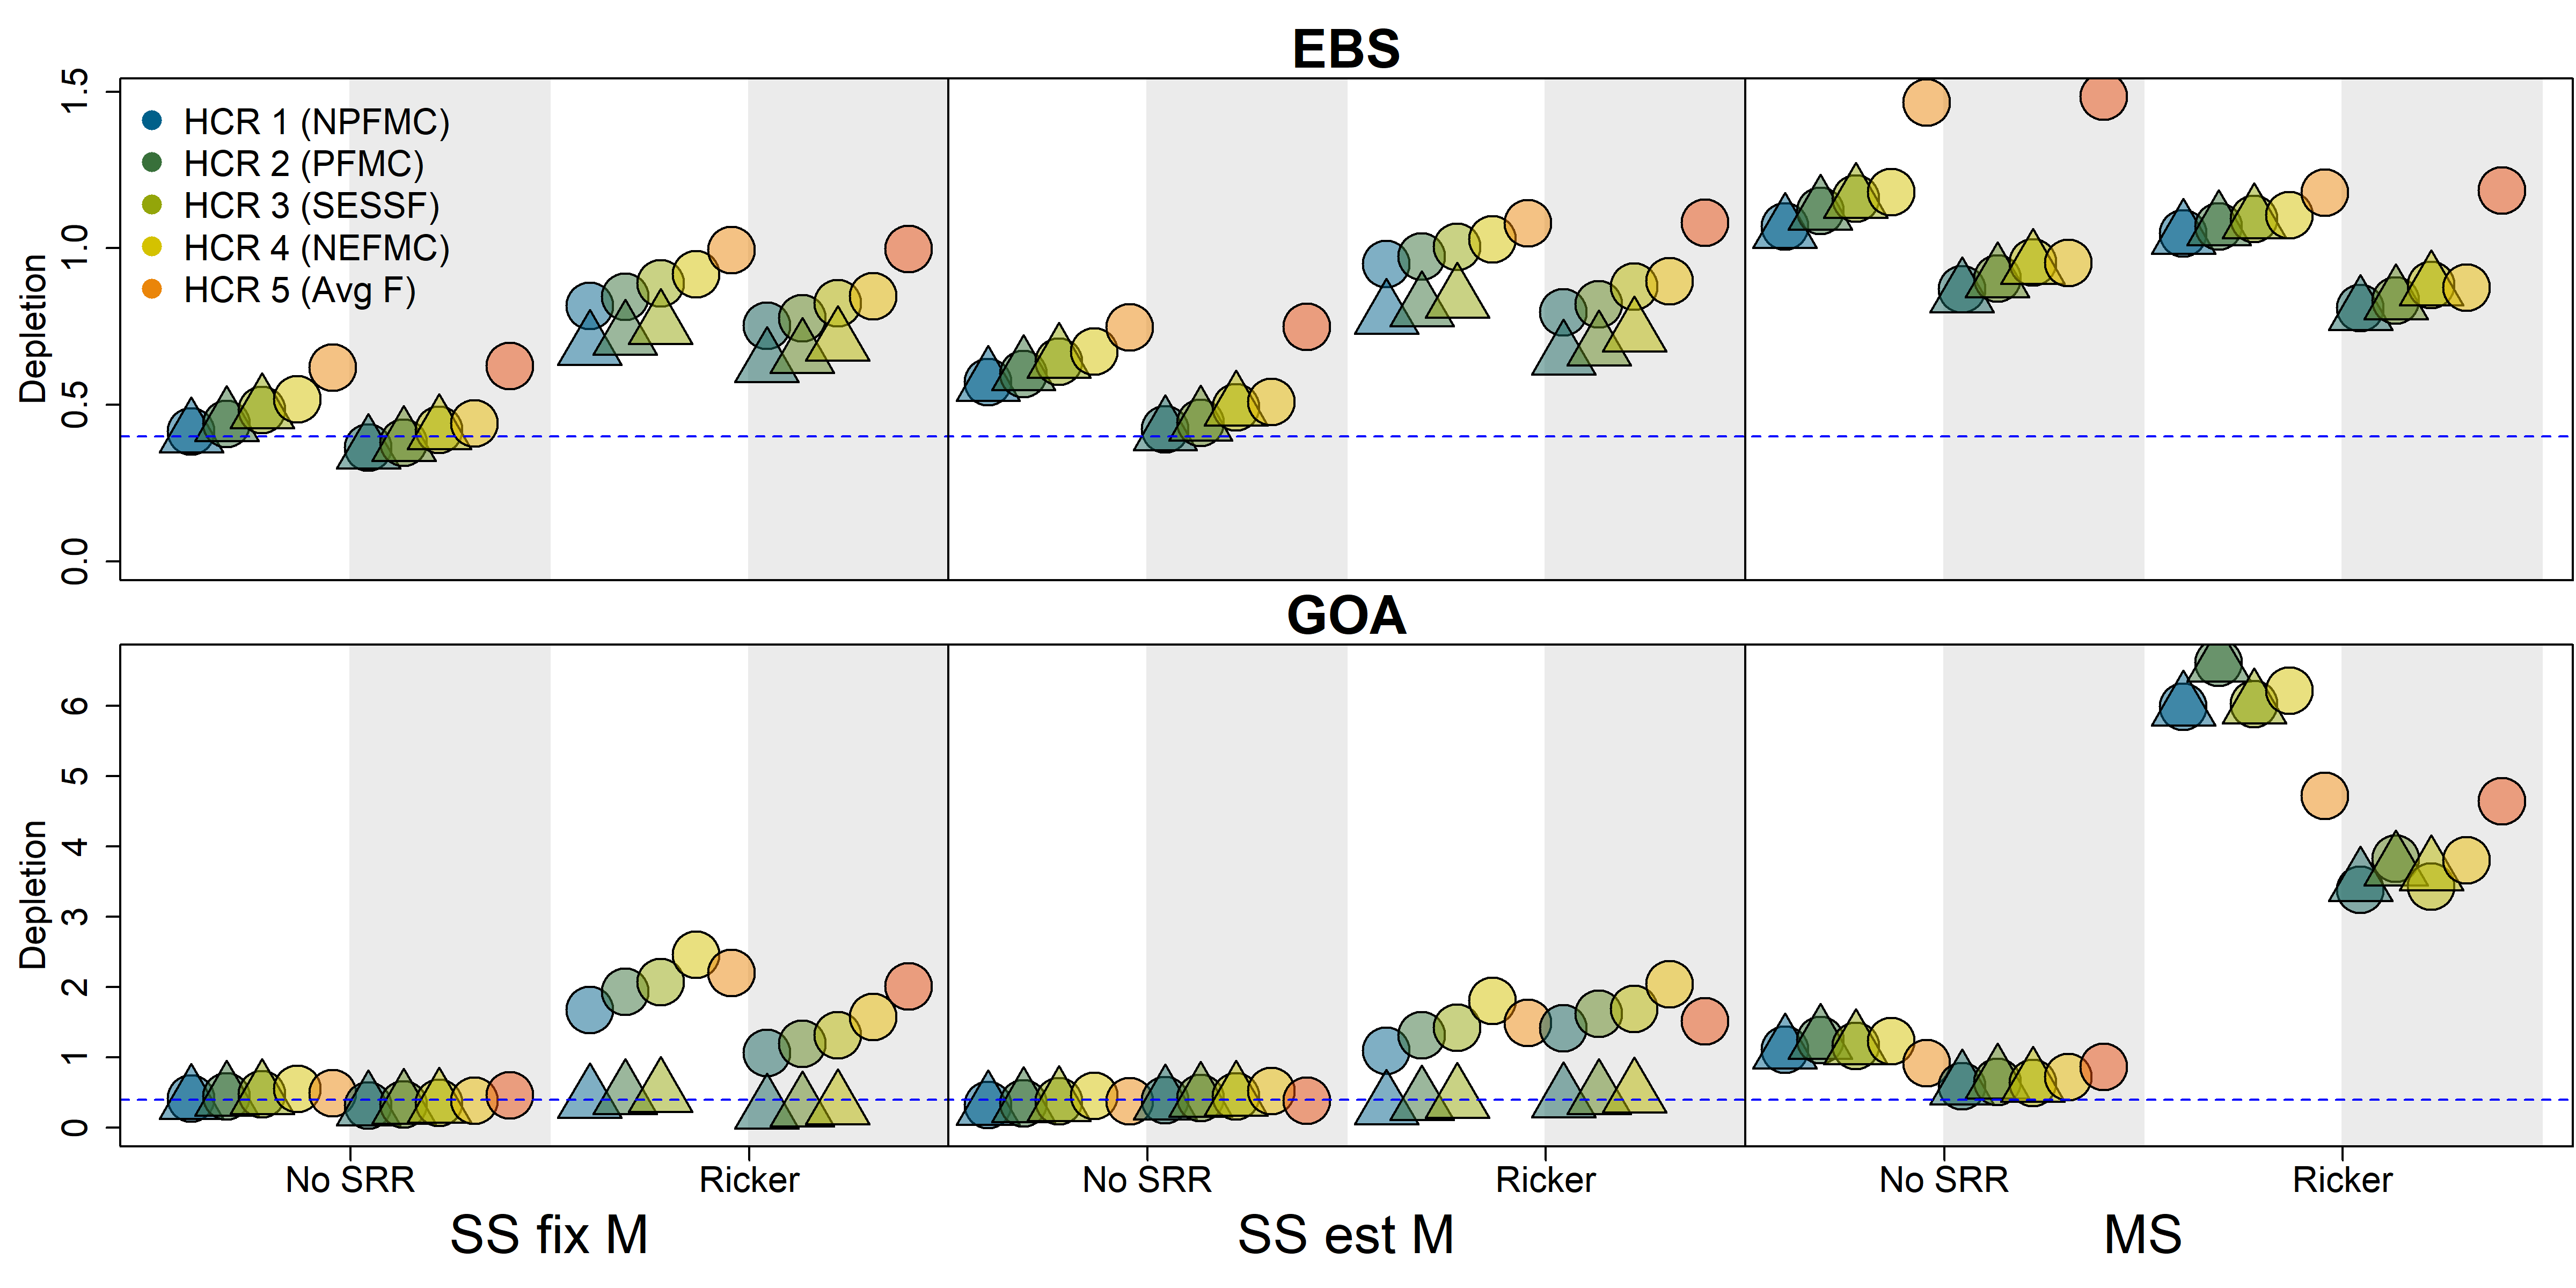 EBS
Depletion
1.5
1.0
0.5
0.0
HCR 1 (NPFMC)
HCR 2 (PFMC)
HCR 3 (SESSF)
HCR 4 (NEFMC)
HCR 5 (Avg F)
GOA
Depletion
6
5
4
3
2
1
0
No SRR Ricker No SRR Ricker No SRR Ricker
SS fix M SS est M MS